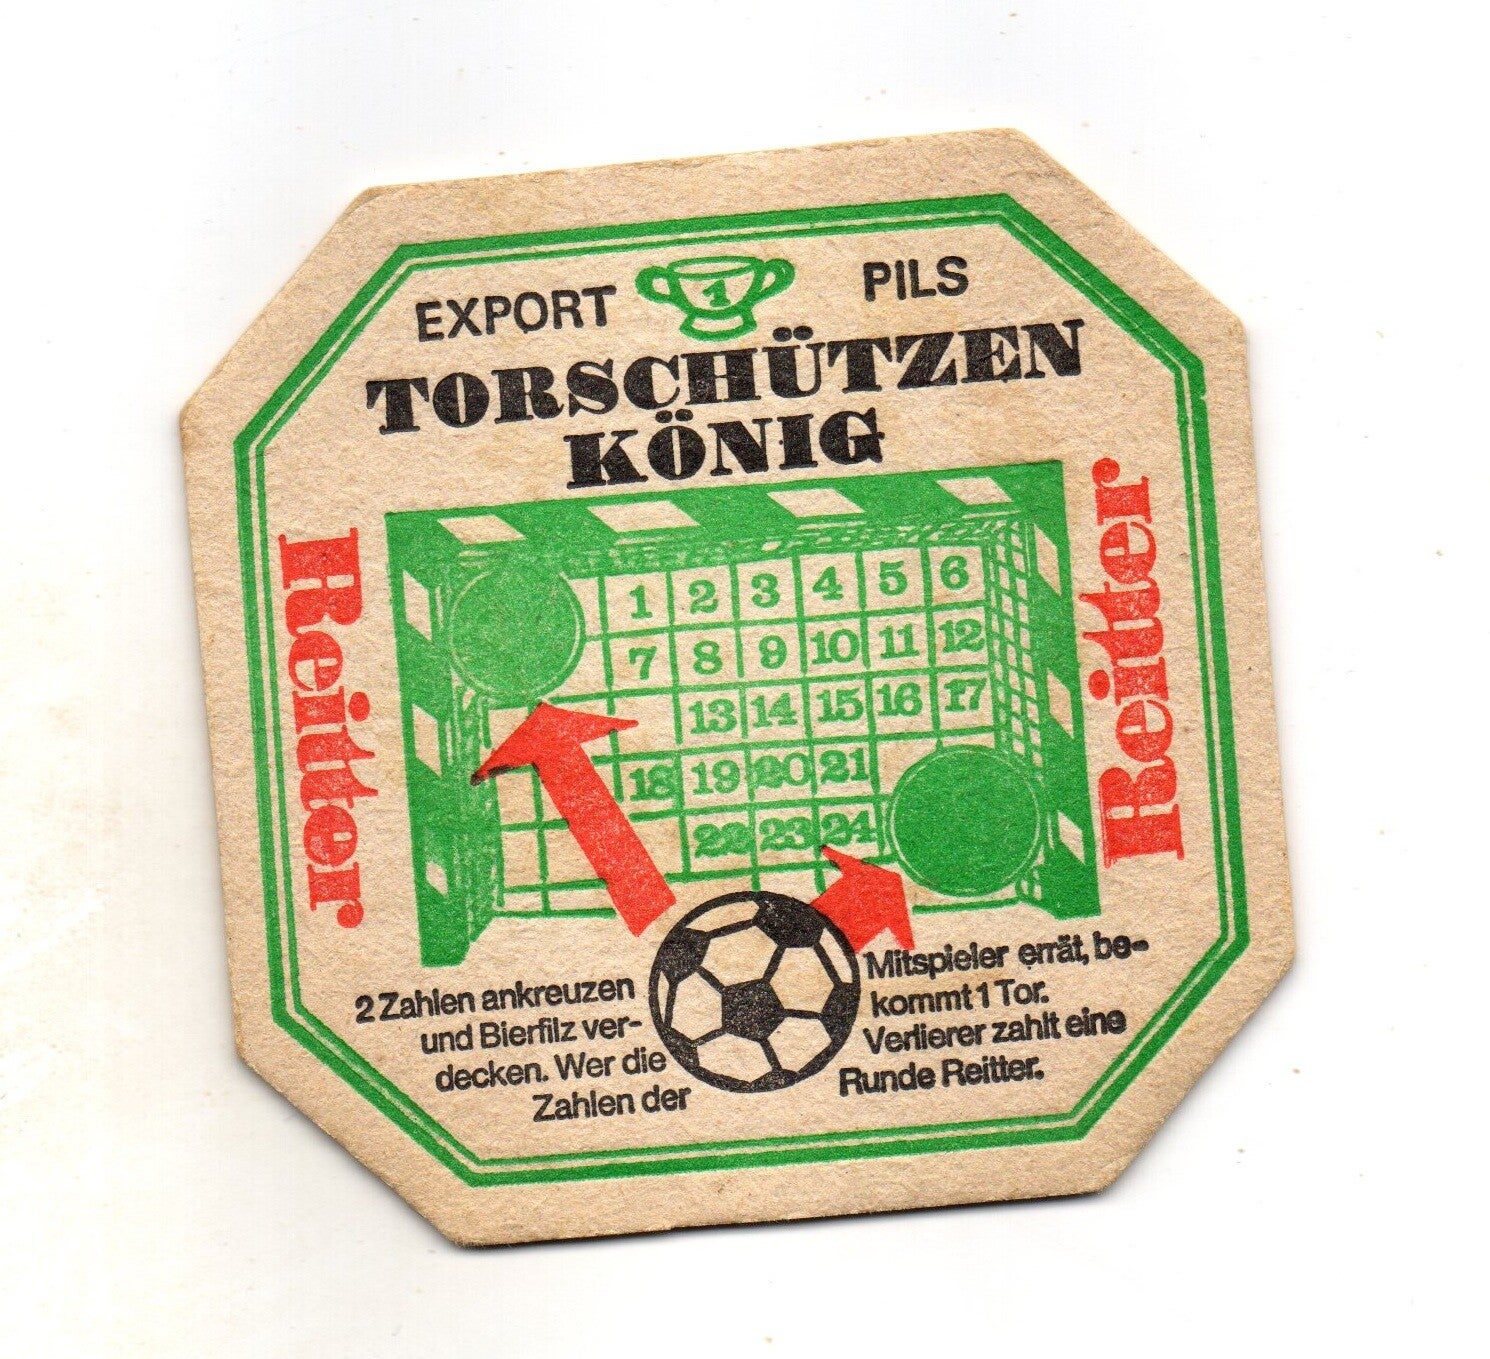 EXPORT 1 PILS
TORSCHÜTZEN
KÖNIG
Reitter
Reitter
1 2 3 4 5 6
7 8 9 10 11 12
13 14 15 16 17
18 19 20 21
22 23 24
2 Zahlen ankreuzen
und Bierfilz ver-
decken. Wer die
Zahlen der
Mitspieler errät, be-
kommt 1 Tor.
Verlierer zahlt eine
Runde Reitter.